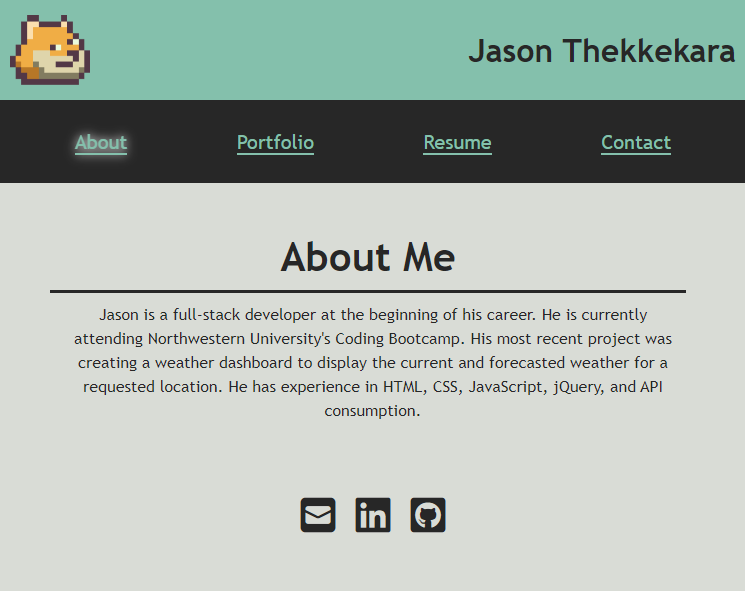 Jason Thekkekara
About
Portfolio
Resume
Contact
About Me
Jason is a full-stack developer at the beginning of his career. He is currently
attending Northwestern University's Coding Bootcamp. His most recent project was
creating a weather dashboard to display the current and forecasted weather for a
requested location. He has experience in HTML, CSS, JavaScript, jQuery, and API
consumption.
in